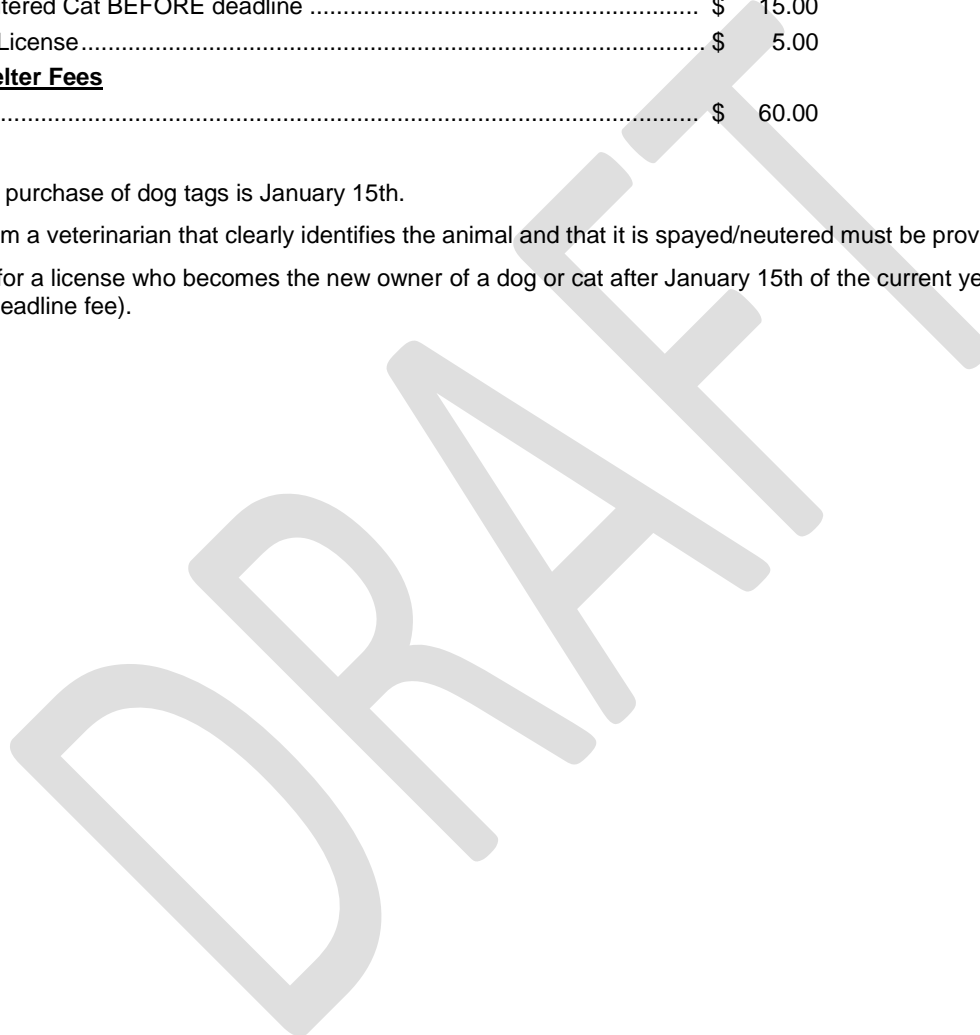 tered Cat BEFORE deadline .......................................................... $ 15.00
License............................................................................................. $ 5.00
elter Fees
........................................................................................................ $ 60.00
purchase of dog tags is January 15th.
m a veterinarian that clearly identifies the animal and that it is spayed/neutered must be prov
for a license who becomes the new owner of a dog or cat after January 15th of the current ye
eadline fee).
DRAFT